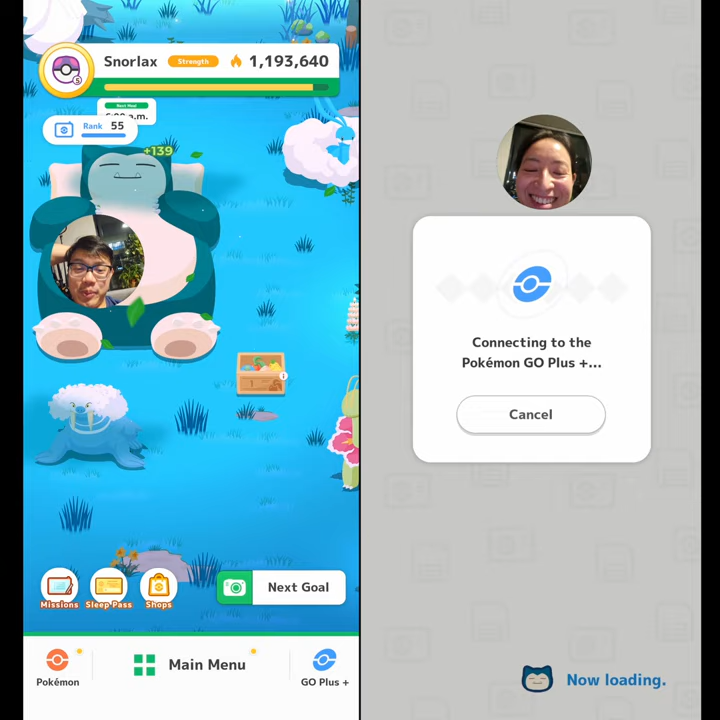 Snorlax
Strength
1,193,640
Next Meal
Rank 55
+139
1
Next Goal
Missions
Sleep Pass
Shops
Pokémon
Main Menu
GO Plus +
Connecting to the
Pokémon GO Plus +...
Cancel
Now loading.